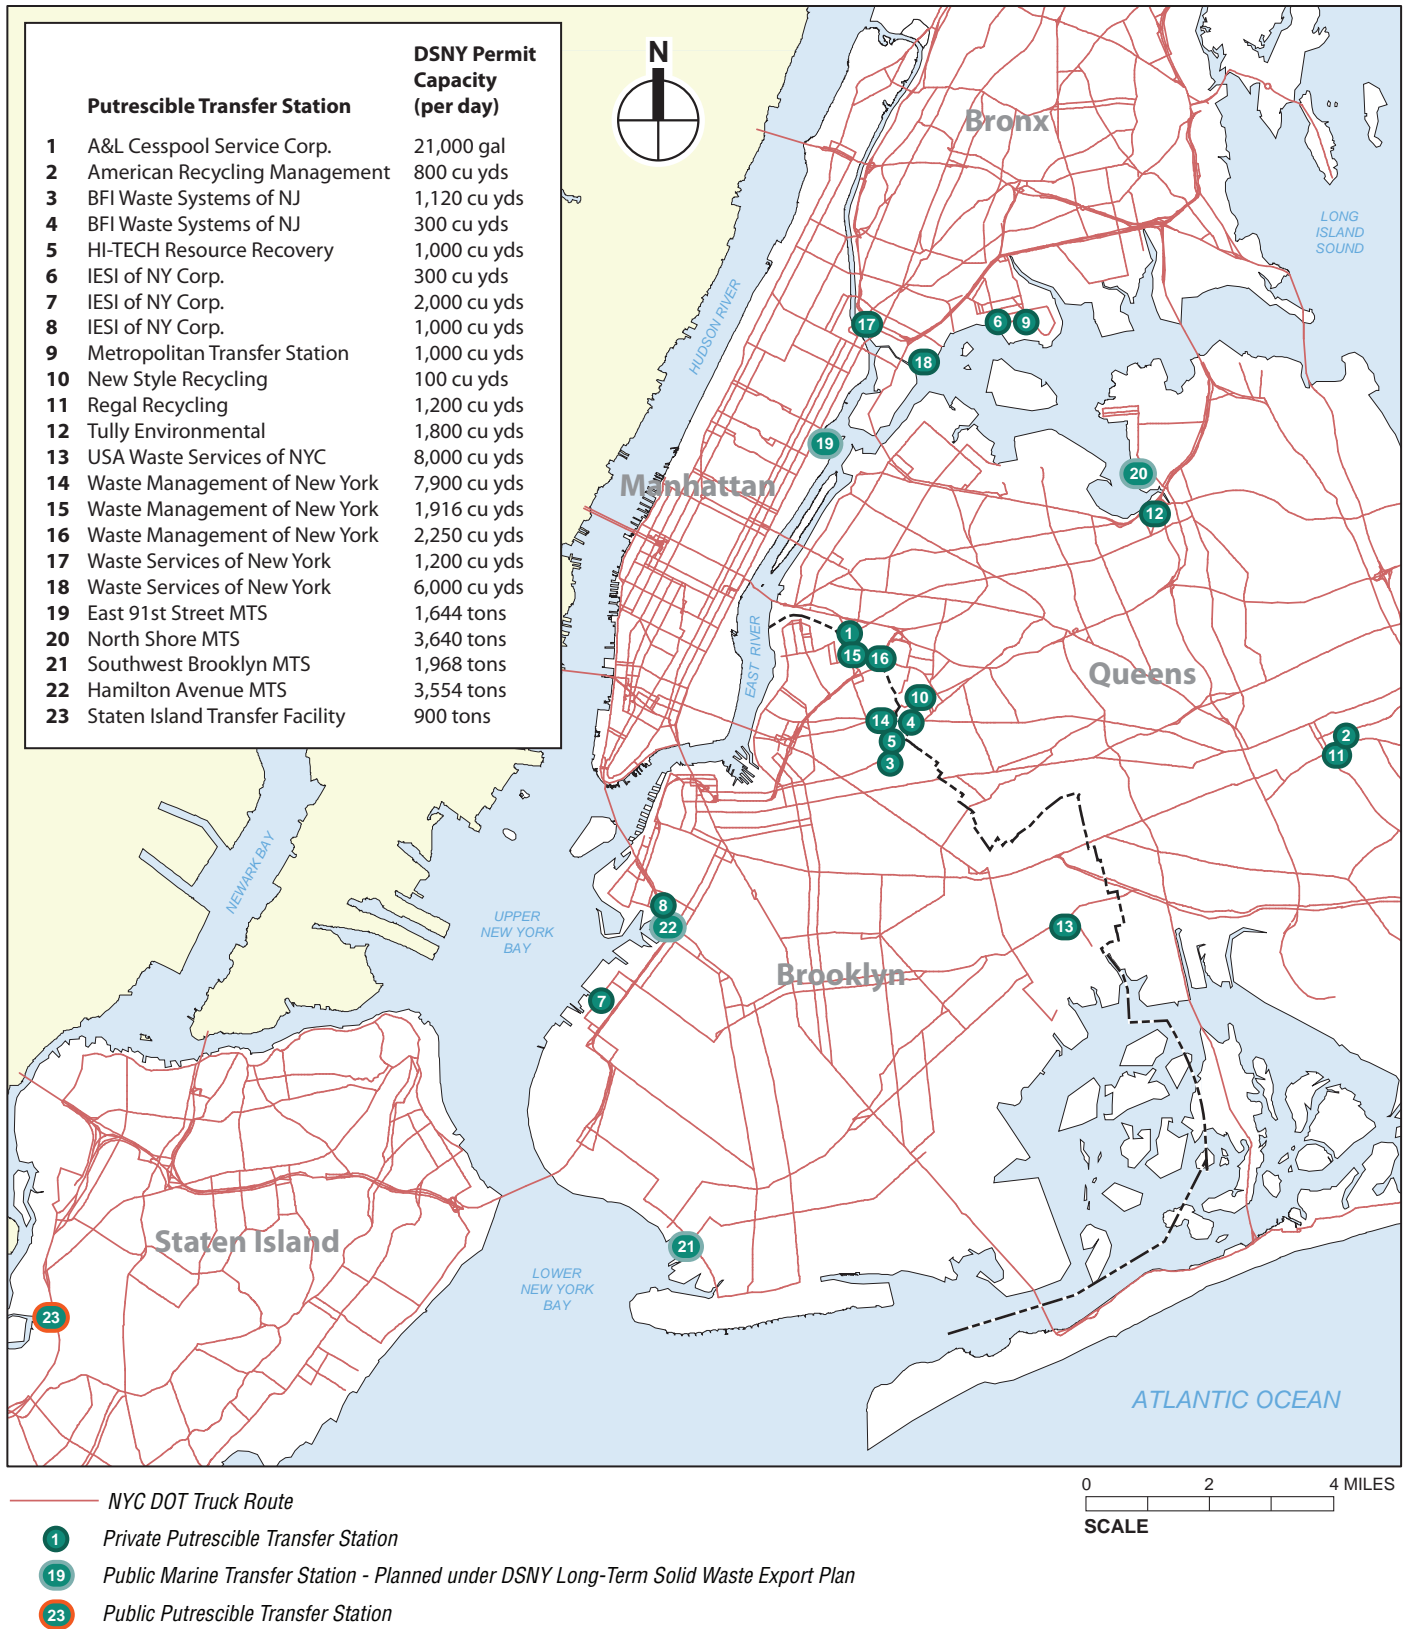 DSNY Permit
Capacity
Putrescible Transfer Station (per day)
1 A&L Cesspool Service Corp. 21,000 gal
2 American Recycling Management 800 cu yds
3 BFI Waste Systems of NJ 1,120 cu yds
4 BFI Waste Systems of NJ 300 cu yds
5 HI-TECH Resource Recovery 1,000 cu yds
6 IESI of NY Corp. 300 cu yds
7 IESI of NY Corp. 2,000 cu yds
8 IESI of NY Corp. 1,000 cu yds
9 Metropolitan Transfer Station 1,000 cu yds
10 New Style Recycling 100 cu yds
11 Regal Recycling 1,200 cu yds
12 Tully Environmental 1,800 cu yds
13 USA Waste Services of NYC 8,000 cu yds
14 Waste Management of New York 7,900 cu yds
15 Waste Management of New York 1,916 cu yds
16 Waste Management of New York 2,250 cu yds
17 Waste Services of New York 1,200 cu yds
18 Waste Services of New York 6,000 cu yds
19 East 91st Street MTS 1,644 tons
20 North Shore MTS 3,640 tons
21 Southwest Brooklyn MTS 1,968 tons
22 Hamilton Avenue MTS 3,554 tons
23 Staten Island Transfer Facility 900 tons
N
Bronx
LONG
ISLAND
SOUND
HUDSON RIVER
17
6
9
18
19
Manhattan
20
12
EAST RIVER
1
15
16
Queens
10
14
4
5
3
2
11
NEWARK BAY
UPPER
NEW YORK
BAY
8
22
13
Brooklyn
7
Staten Island
21
LOWER
NEW YORK
BAY
23
ATLANTIC OCEAN
0 2 4 MILES
SCALE
NYC DOT Truck Route
1 Private Putrescible Transfer Station
19 Public Marine Transfer Station - Planned under DSNY Long-Term Solid Waste Export Plan
23 Public Putrescible Transfer Station